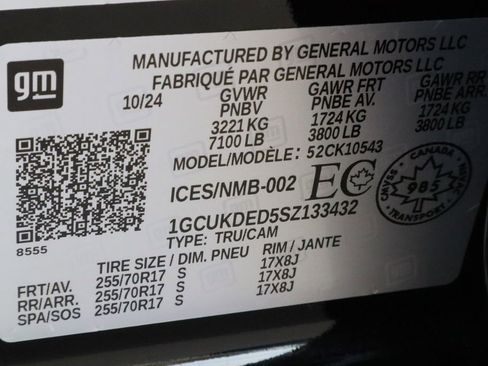 gm
MANUFACTURED BY GENERAL MOTORS LLC
FABRIQUÉ PAR GENERAL MOTORS LLC
10/24 GVWR GAWR FRT GAWR RR
PNBV PNBE AV. PNBE ARR.
3221 KG 1724 KG 1724 KG
7100 LB 3800 LB 3800 LB
MODEL/MODÈLE: 52CK10543
ICES/NMB-002 EC
CANADA
CMVSS
985
NSVAC
TRANSPORT
1GCUKDED5SZ133432
8555
TYPE: TRU/CAM
TIRE SIZE / DIM. PNEU RIM / JANTE
FRT/AV. 255/70R17 S 17X8J
RR/ARR. 255/70R17 S 17X8J
SPA/SOS 255/70R17 S 17X8J